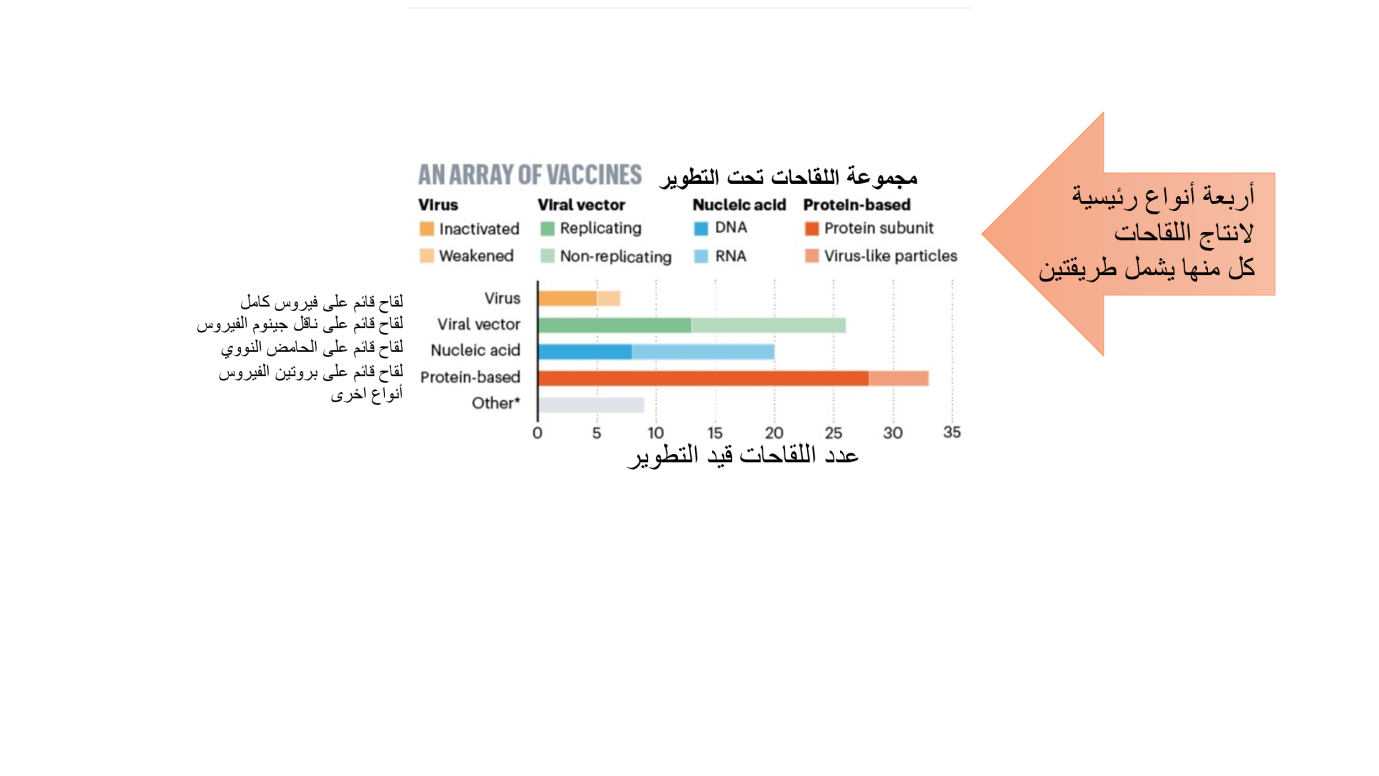 AN ARRAY OF VACCINES مجموعة اللقاحات تحت التطوير
Virus Viral vector Nucleic acid Protein-based
Inactivated Replicating DNA Protein subunit
Weakened Non-replicating RNA Virus-like particles
أربعة أنواع رئيسية
لانتاج اللقاحات
كل منها يشمل طريقتين
Virus لقاح قائم على فيروس كامل
Viral vector لقاح قائم على ناقل جينوم الفيروس
Nucleic acid لقاح قائم على الحامض النووي
Protein-based لقاح قائم على بروتين الفيروس
Other* أنواع اخرى
0 5 10 15 20 25 30 35
عدد اللقاحات قيد التطوير